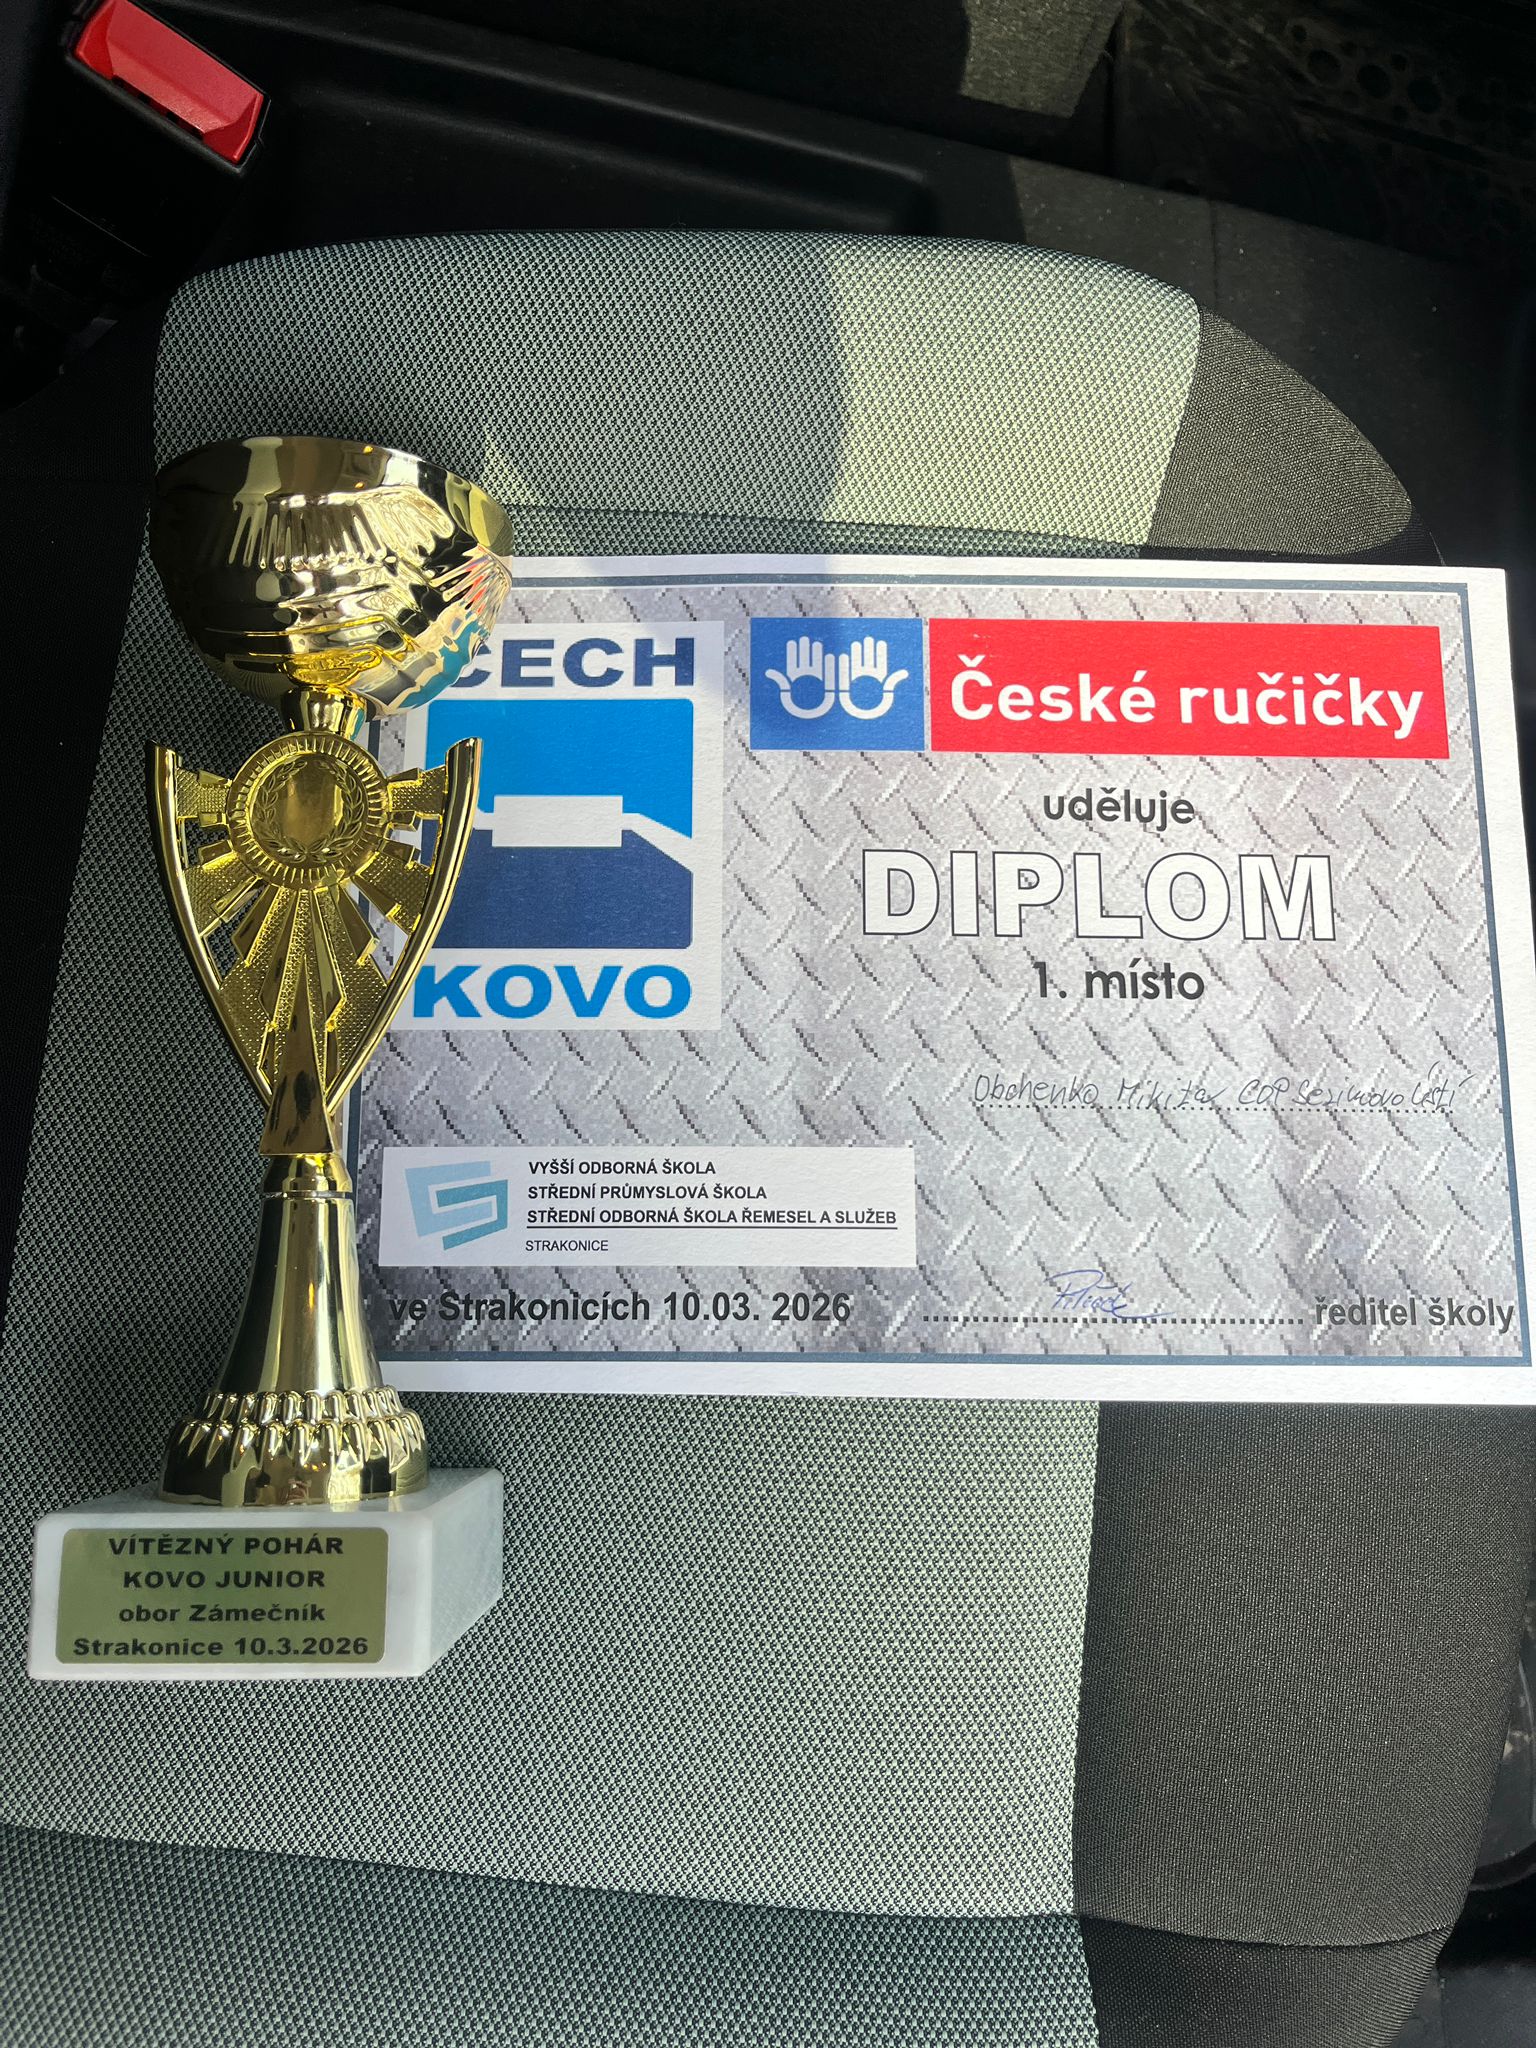 CECH
KOVO
České ručičky
uděluje
DIPLOM
1. místo
Obchenko Mikita COP Sezimovo Ústí
VYŠŠÍ ODBORNÁ ŠKOLA
STŘEDNÍ PRŮMYSLOVÁ ŠKOLA
STŘEDNÍ ODBORNÁ ŠKOLA ŘEMESEL A SLUŽEB
STRAKONICE
ve Strakonicích 10.03. 2026
ředitel školy
VÍTĚZNÝ POHÁR
KOVO JUNIOR
obor Zámečník
Strakonice 10.3.2026